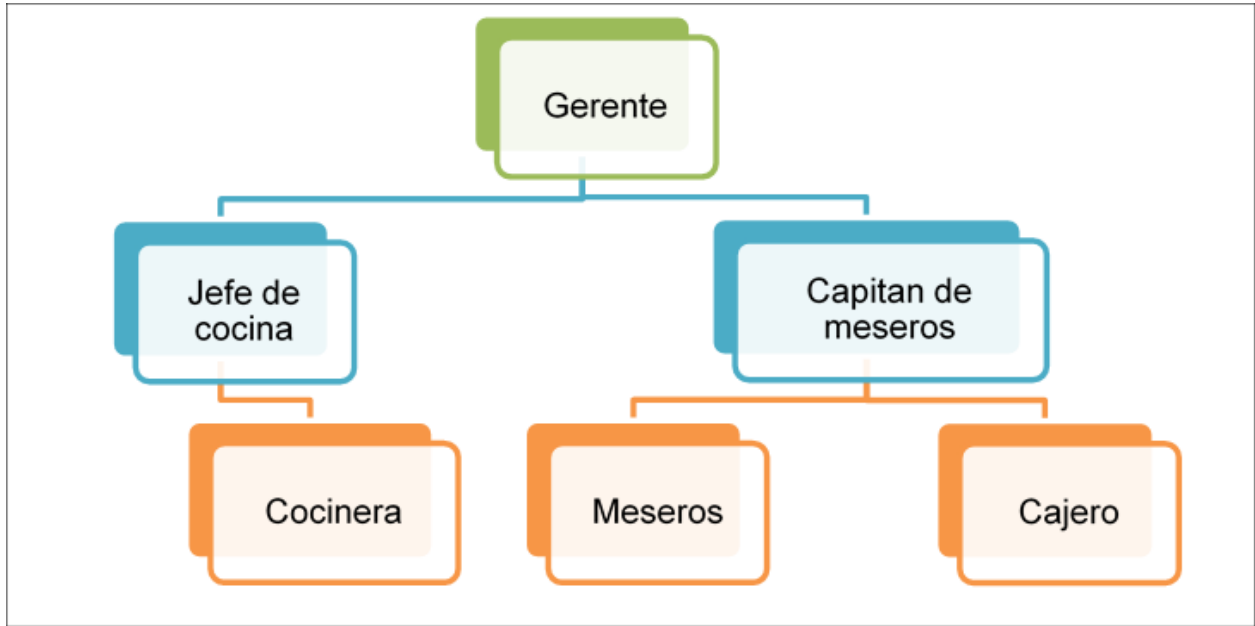 Gerente
Jefe de
cocina
Capitan de
meseros
Cocinera
Meseros
Cajero